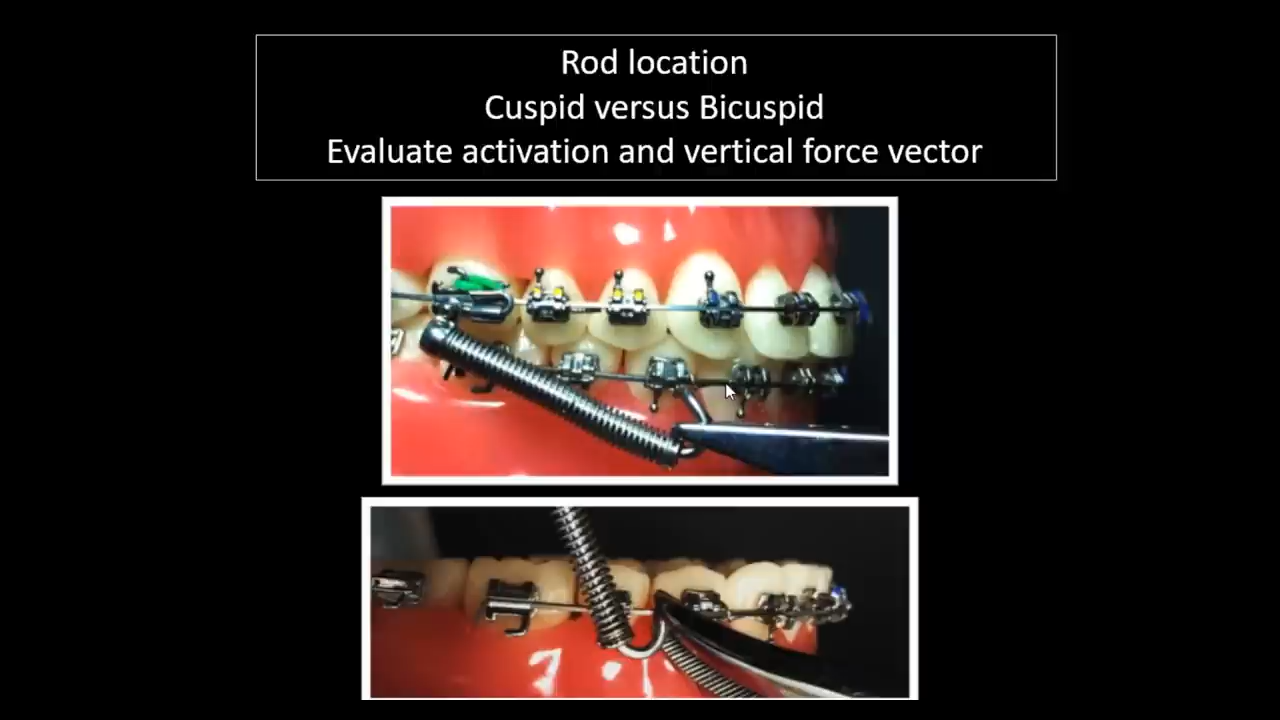 Rod location
Cuspid versus Bicuspid
Evaluate activation and vertical force vector